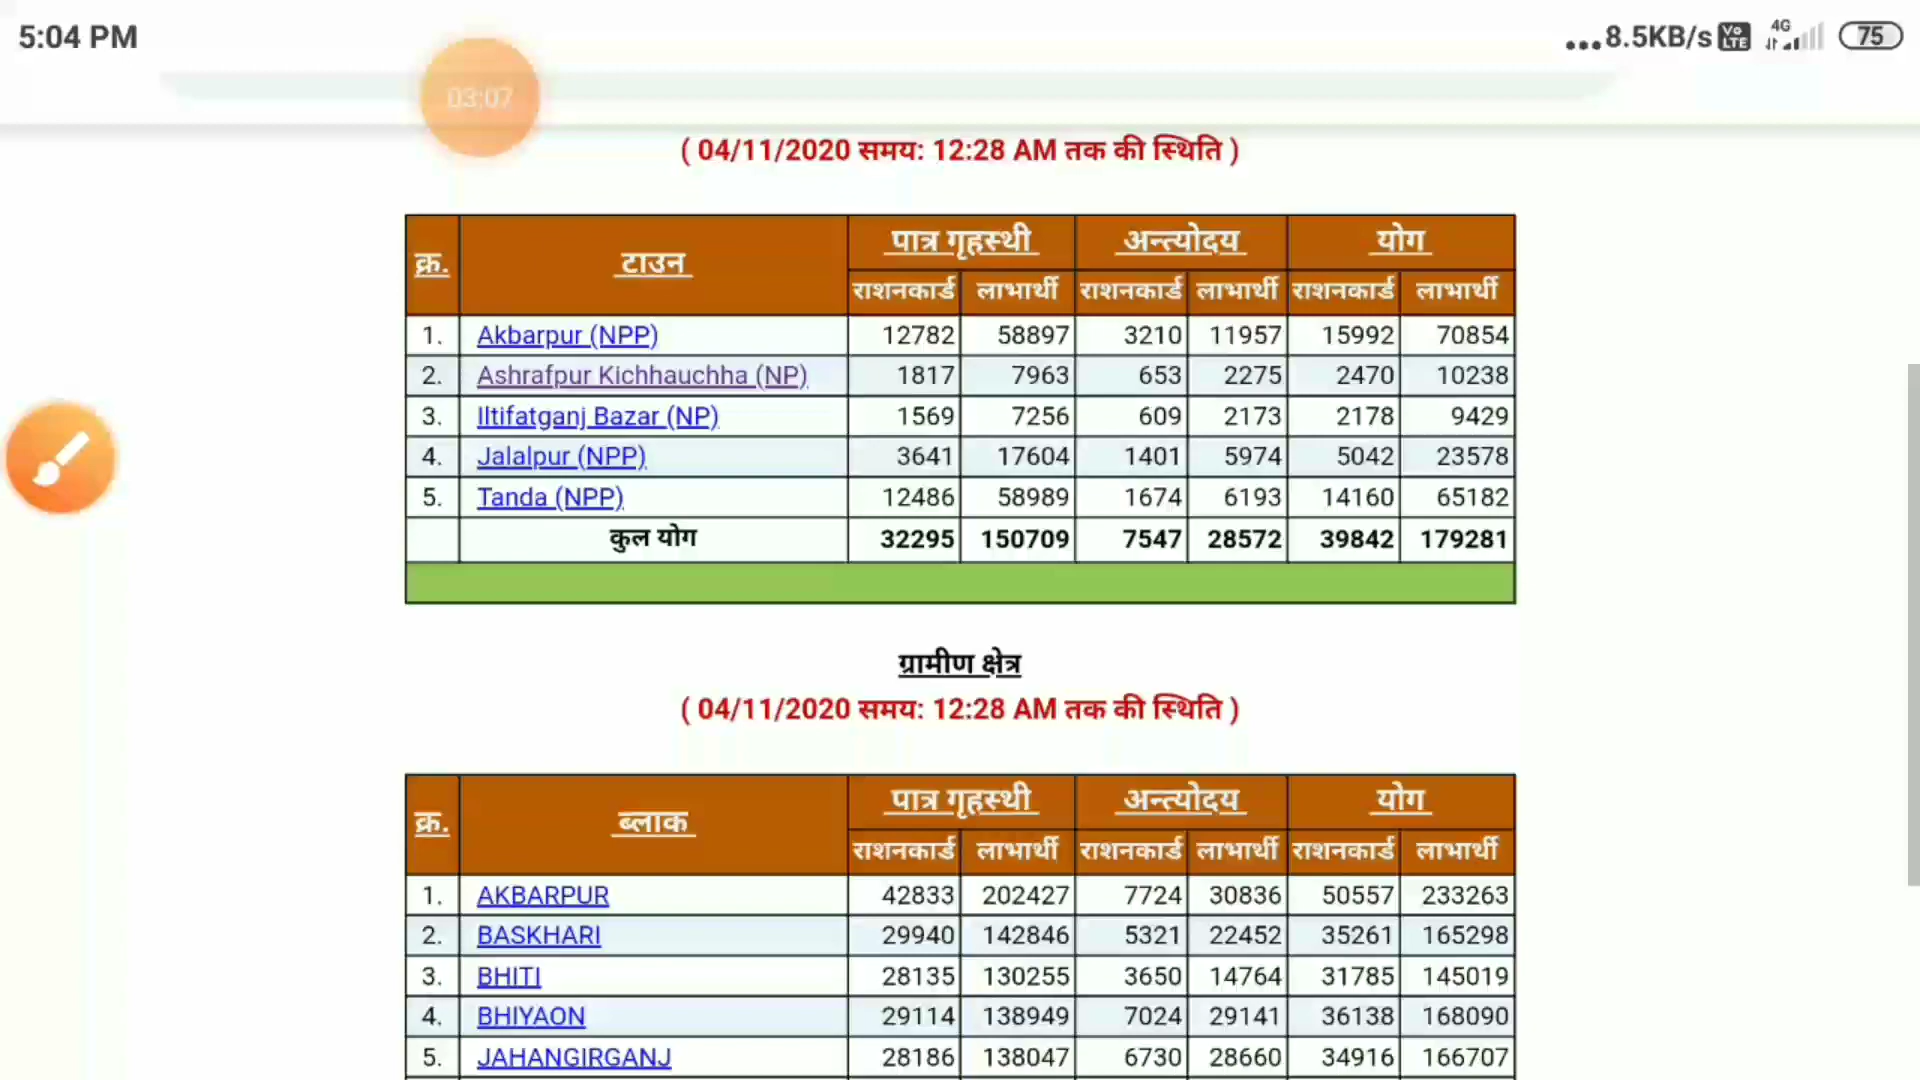 5:04 PM
...8.5KB/s Vo LTE 4G 75
03:07
( 04/11/2020 समय: 12:28 AM तक की स्थिति )
क्र. टाउन पात्र गृहस्थी अन्त्योदय योग
राशनकार्ड लाभार्थी राशनकार्ड लाभार्थी राशनकार्ड लाभार्थी
1. Akbarpur (NPP) 12782 58897 3210 11957 15992 70854
2. Ashrafpur Kichhauchha (NP) 1817 7963 653 2275 2470 10238
3. Iltifatganj Bazar (NP) 1569 7256 609 2173 2178 9429
4. Jalalpur (NPP) 3641 17604 1401 5974 5042 23578
5. Tanda (NPP) 12486 58989 1674 6193 14160 65182
कुल योग 32295 150709 7547 28572 39842 179281
ग्रामीण क्षेत्र
( 04/11/2020 समय: 12:28 AM तक की स्थिति )
क्र. ब्लाक पात्र गृहस्थी अन्त्योदय योग
राशनकार्ड लाभार्थी राशनकार्ड लाभार्थी राशनकार्ड लाभार्थी
1. AKBARPUR 42833 202427 7724 30836 50557 233263
2. BASKHARI 29940 142846 5321 22452 35261 165298
3. BHITI 28135 130255 3650 14764 31785 145019
4. BHIYAON 29114 138949 7024 29141 36138 168090
5. JAHANGIRGANJ 28186 138047 6730 28660 34916 166707